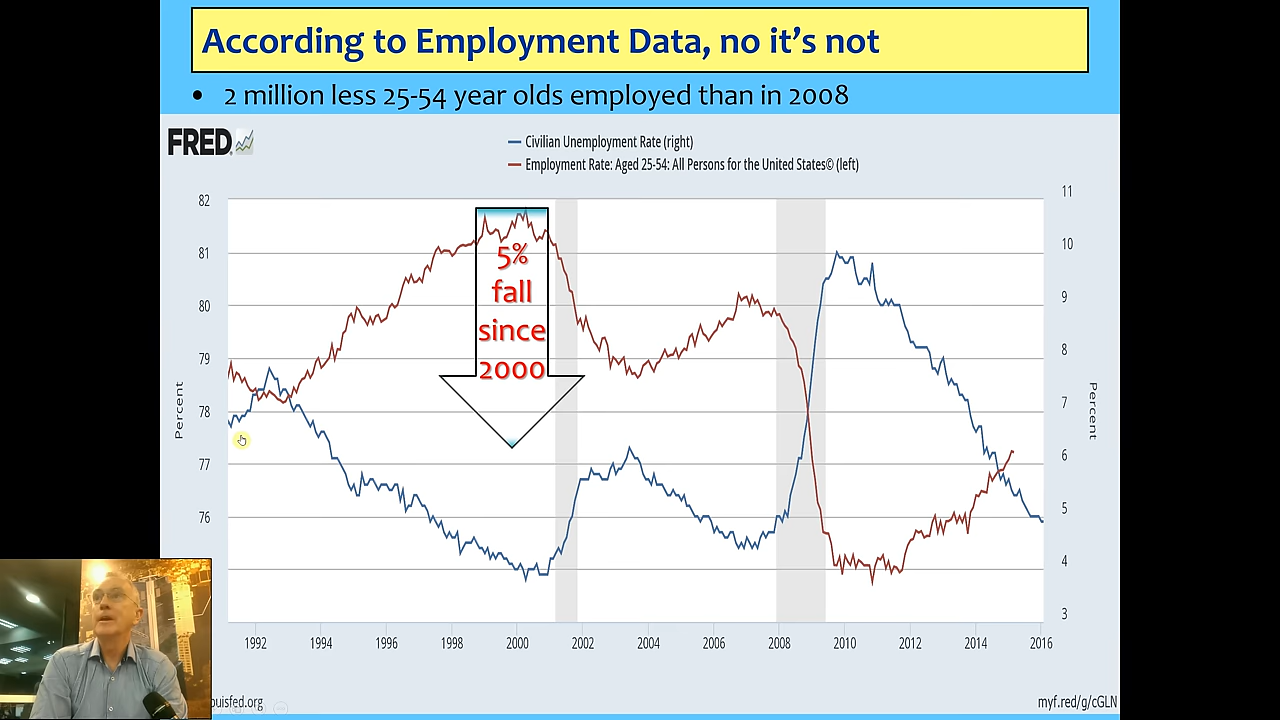 According to Employment Data, no it's not
• 2 million less 25-54 year olds employed than in 2008
FRED
Civilian Unemployment Rate (right)
Employment Rate: Aged 25-54: All Persons for the United States© (left)
82
81
80
79
78
77
76
Percent
5%
fall
since
2000
11
10
9
8
7
6
5
4
3
Percent
1992 1994 1996 1998 2000 2002 2004 2006 2008 2010 2012 2014 2016
ouisfed.org
myf.red/g/cGLN